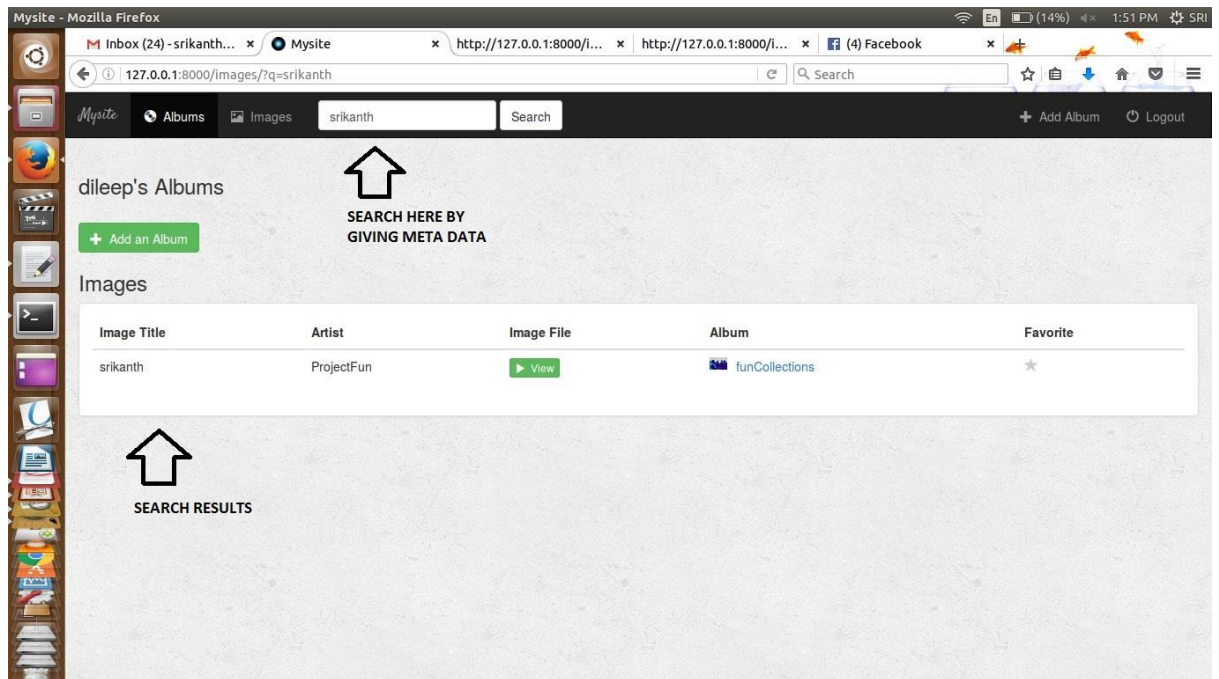 Mysite - Mozilla Firefox
En (14%) 1:51 PM SRI
Inbox (24) - srikanth... × Mysite × http://127.0.0.1:8000/i... × http://127.0.0.1:8000/i... × (4) Facebook × +
127.0.0.1:8000/images/?q=srikanth Search
Mysite Albums Images srikanth Search Add Album Logout
dileep's Albums
SEARCH HERE BY
GIVING META DATA
Add an Album
Images
Image Title Artist Image File Album Favorite
srikanth ProjectFun View funCollections
SEARCH RESULTS